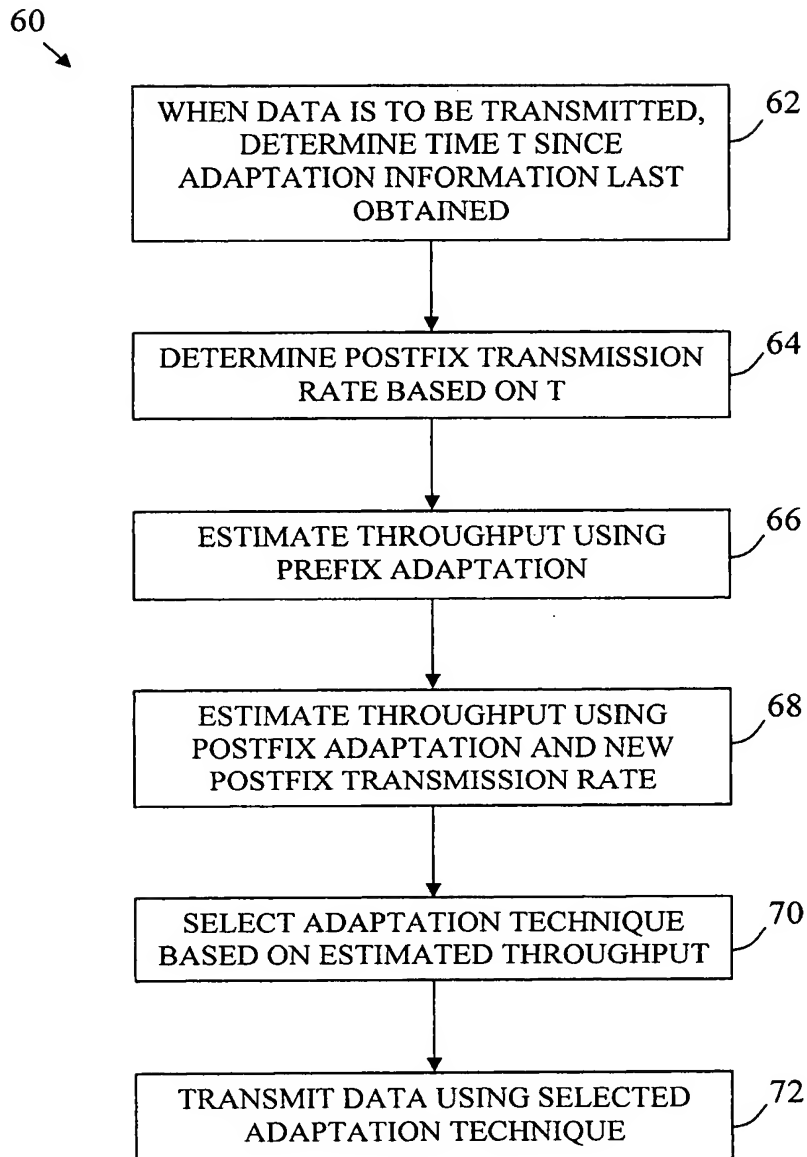 60
WHEN DATA IS TO BE TRANSMITTED,
DETERMINE TIME T SINCE
ADAPTATION INFORMATION LAST
OBTAINED
62
DETERMINE POSTFIX TRANSMISSION
RATE BASED ON T
64
ESTIMATE THROUGHPUT USING
PREFIX ADAPTATION
66
ESTIMATE THROUGHPUT USING
POSTFIX ADAPTATION AND NEW
POSTFIX TRANSMISSION RATE
68
SELECT ADAPTATION TECHNIQUE
BASED ON ESTIMATED THROUGHPUT
70
TRANSMIT DATA USING SELECTED
ADAPTATION TECHNIQUE
72